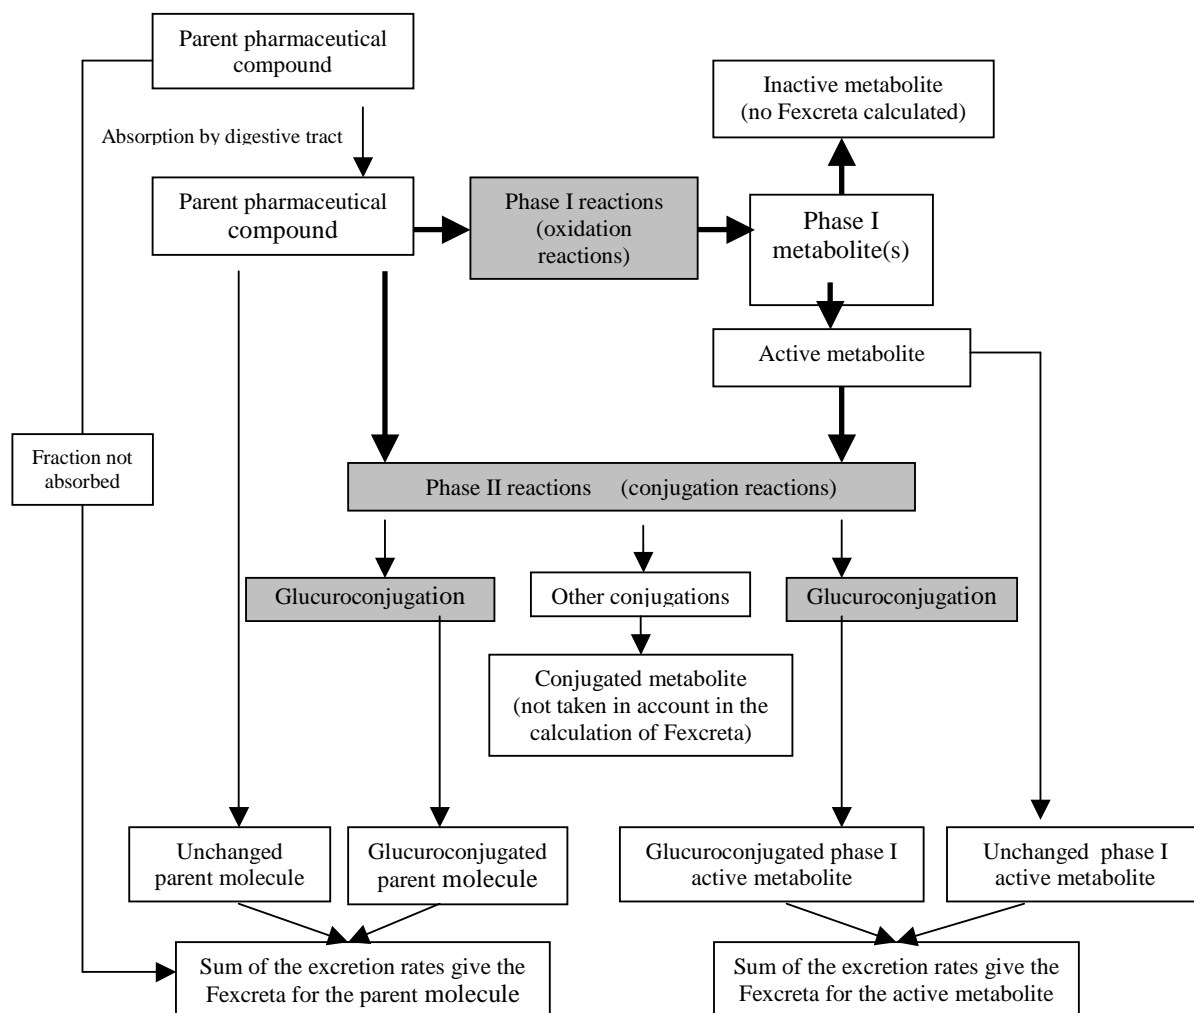 Parent pharmaceutical
compound
Inactive metabolite
(no Fexcreta calculated)
Absorption by digestive tract
Parent pharmaceutical
compound
Phase I reactions
(oxidation
reactions)
Phase I
metabolite(s)
Active metabolite
Fraction not
absorbed
Phase II reactions (conjugation reactions)
Glucuroconjugation
Other conjugations
Glucuroconjugation
Conjugated metabolite
(not taken in account in the
calculation of Fexcreta)
Unchanged
parent molecule
Glucuroconjugated
parent molecule
Glucuroconjugated phase I
active metabolite
Unchanged phase I
active metabolite
Sum of the excretion rates give the
Fexcreta for the parent molecule
Sum of the excretion rates give the
Fexcreta for the active metabolite